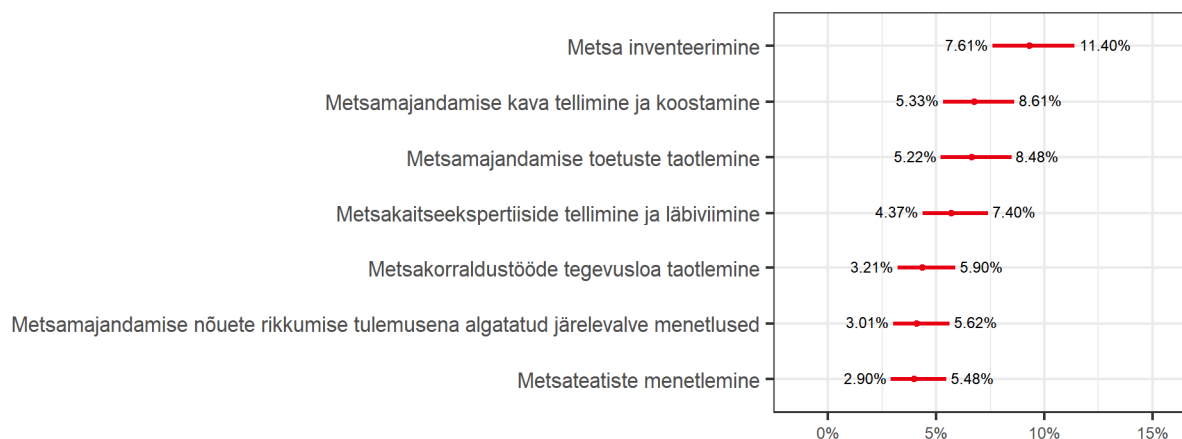 Metsa inventeerimine 7.61% 11.40%
Metsamajandamise kava tellimine ja koostamine 5.33% 8.61%
Metsamajandamise toetuste taotlemine 5.22% 8.48%
Metsakaitseekspertiiside tellimine ja läbiviimine 4.37% 7.40%
Metsakorraldustööde tegevusloa taotlemine 3.21% 5.90%
Metsamajandamise nõuete rikkumise tulemusena algatatud järelevalve menetlused 3.01% 5.62%
Metsateatiste menetlemine 2.90% 5.48%
0% 5% 10% 15%